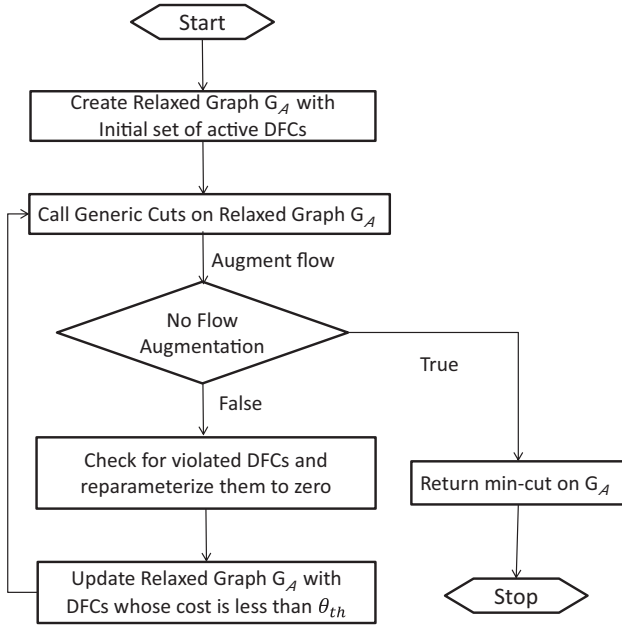 Start
Create Relaxed Graph G𝒜 with
Initial set of active DFCs
Call Generic Cuts on Relaxed Graph G𝒜
Augment flow
No Flow
Augmentation
True
False
Check for violated DFCs and
reparameterize them to zero
Return min-cut on G𝒜
Update Relaxed Graph G𝒜 with
DFCs whose cost is less than θth
Stop